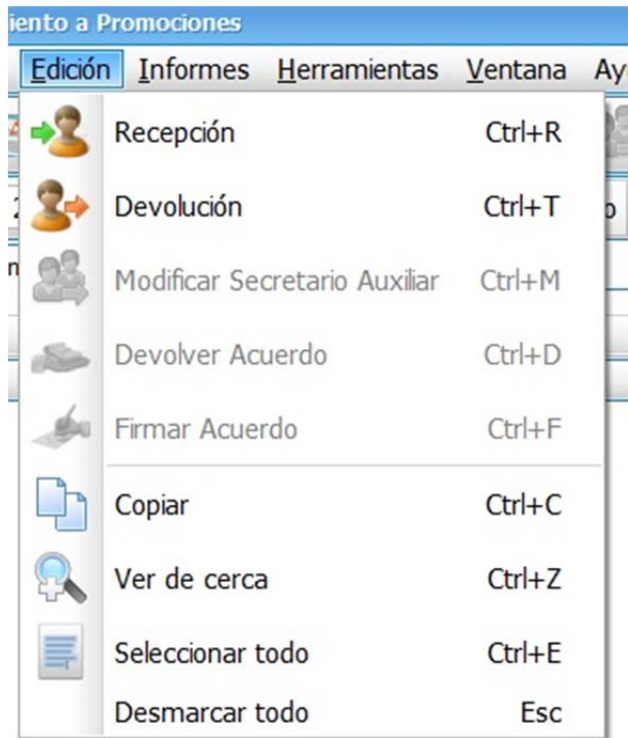 iento a Promociones
Edición Informes Herramientas Ventana Ay
Recepción Ctrl+R
Devolución Ctrl+T
Modificar Secretario Auxiliar Ctrl+M
Devolver Acuerdo Ctrl+D
Firmar Acuerdo Ctrl+F
Copiar Ctrl+C
Ver de cerca Ctrl+Z
Seleccionar todo Ctrl+E
Desmarcar todo Esc